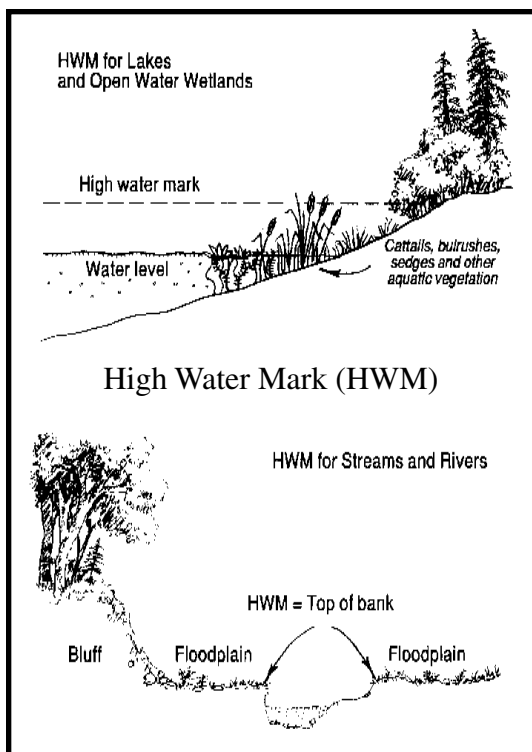 HWM for Lakes
and Open Water Wetlands
High water mark
Water level
Cattails, bulrushes,
sedges and other
aquatic vegetation
High Water Mark (HWM)
HWM for Streams and Rivers
HWM = Top of bank
Bluff
Floodplain
Floodplain